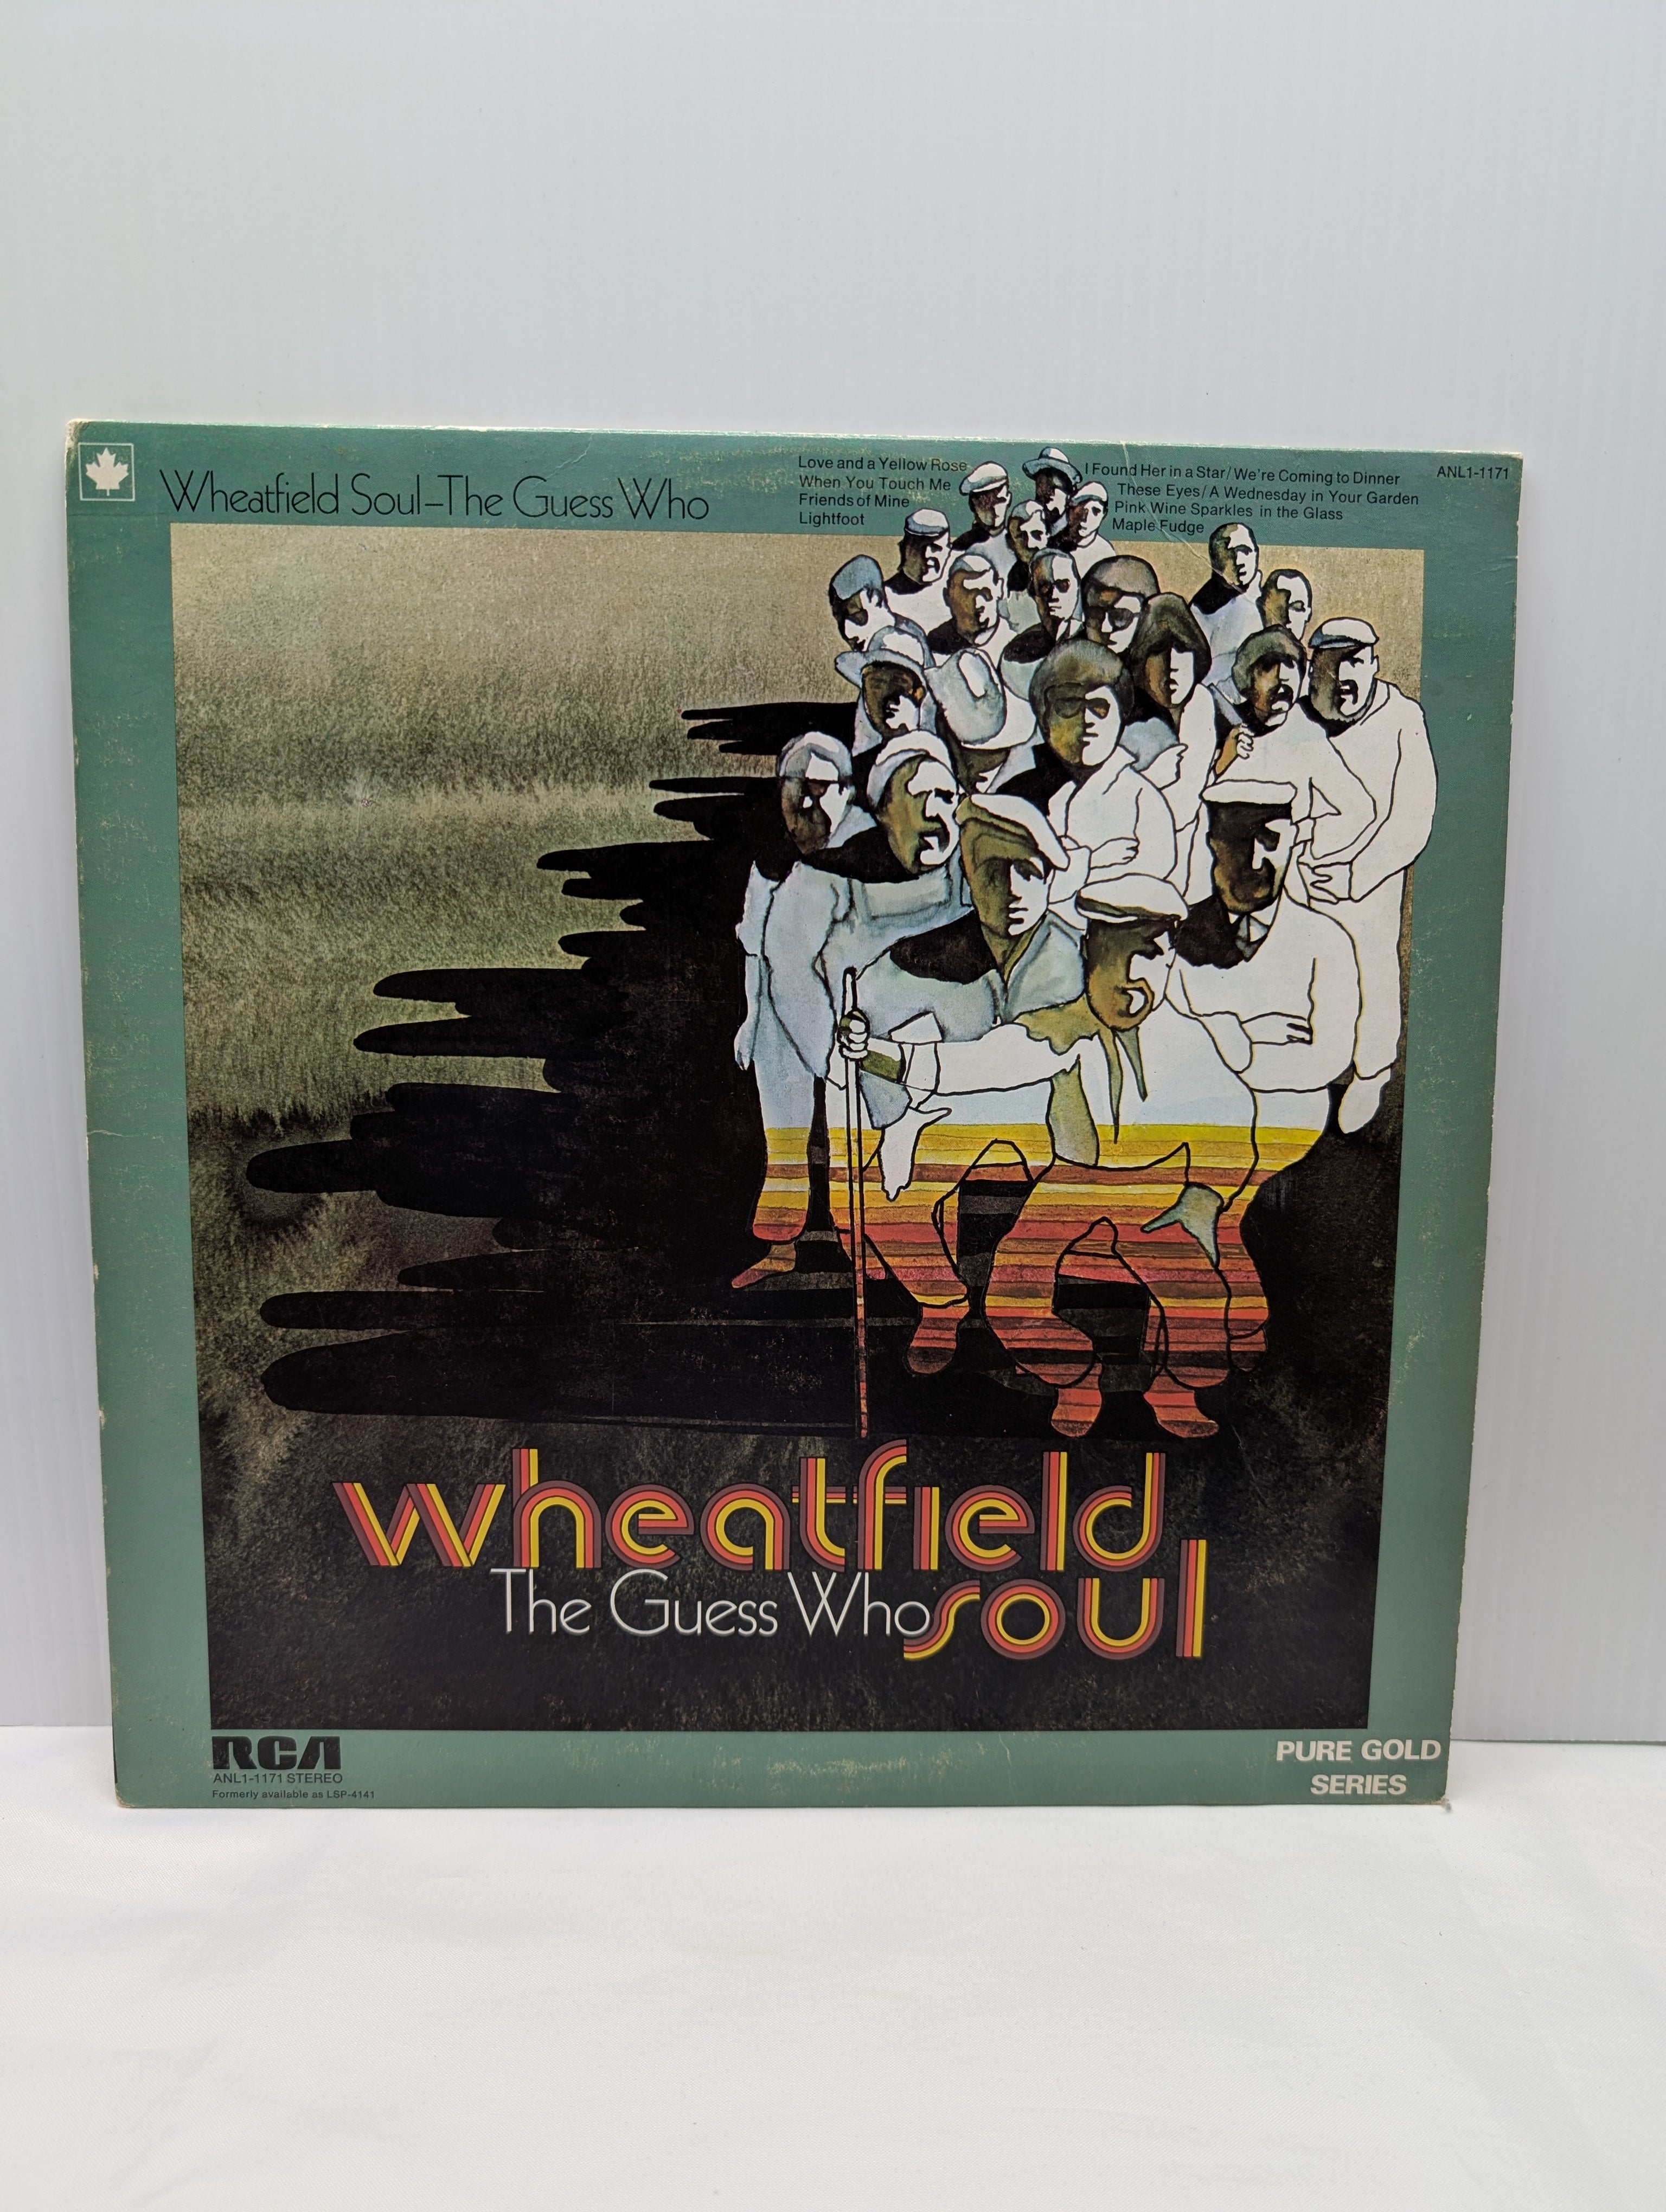 Wheatfield Soul–The Guess Who
Love and a Yellow Rose
When You Touch Me
Friends of Mine
Lightfoot
I Found Her in a Star/We're Coming to Dinner
These Eyes/A Wednesday in Your Garden
Pink Wine Sparkles in the Glass
Maple Fudge
ANL1-1171
wheatfield
The Guess Who soul
RCA
ANL1-1171 STEREO
Formerly available as LSP-4141
PURE GOLD
SERIES